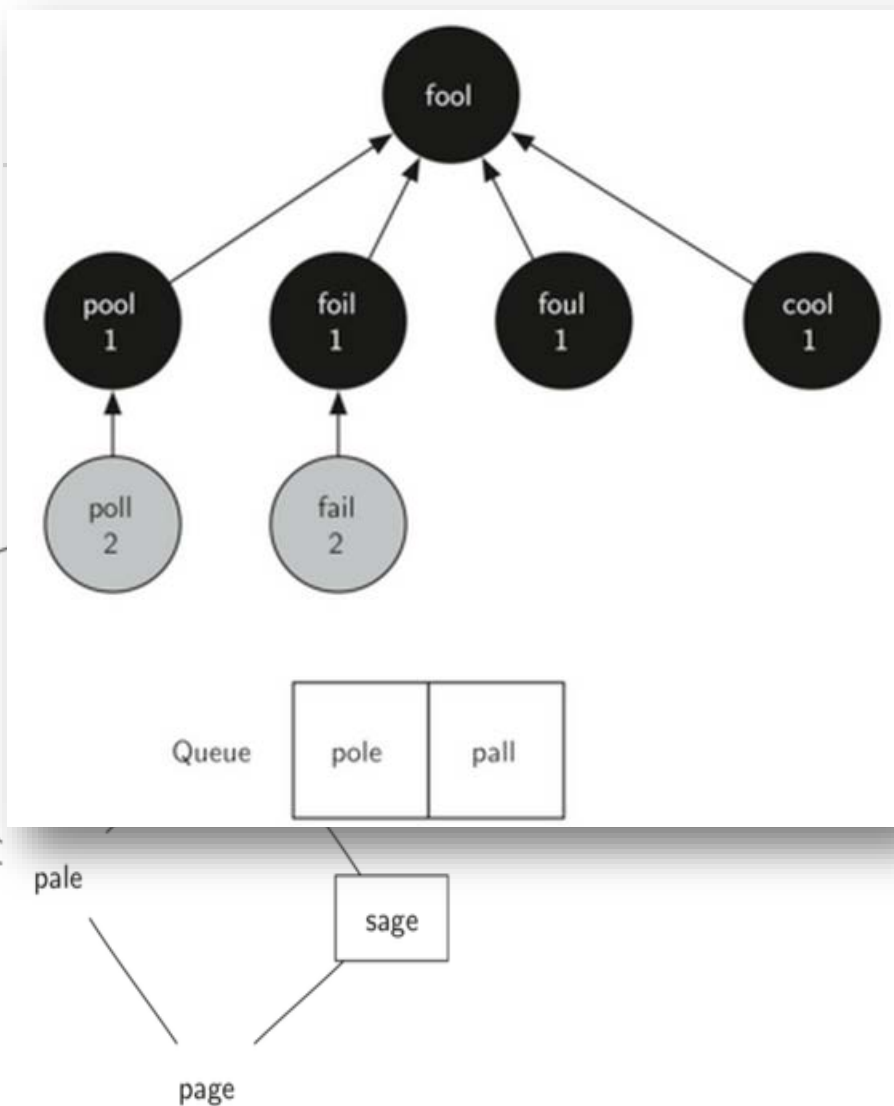 fool
pool foil foul cool
1 1 1 1
poll fail
2 2
Queue pole pall
pale
sage
page